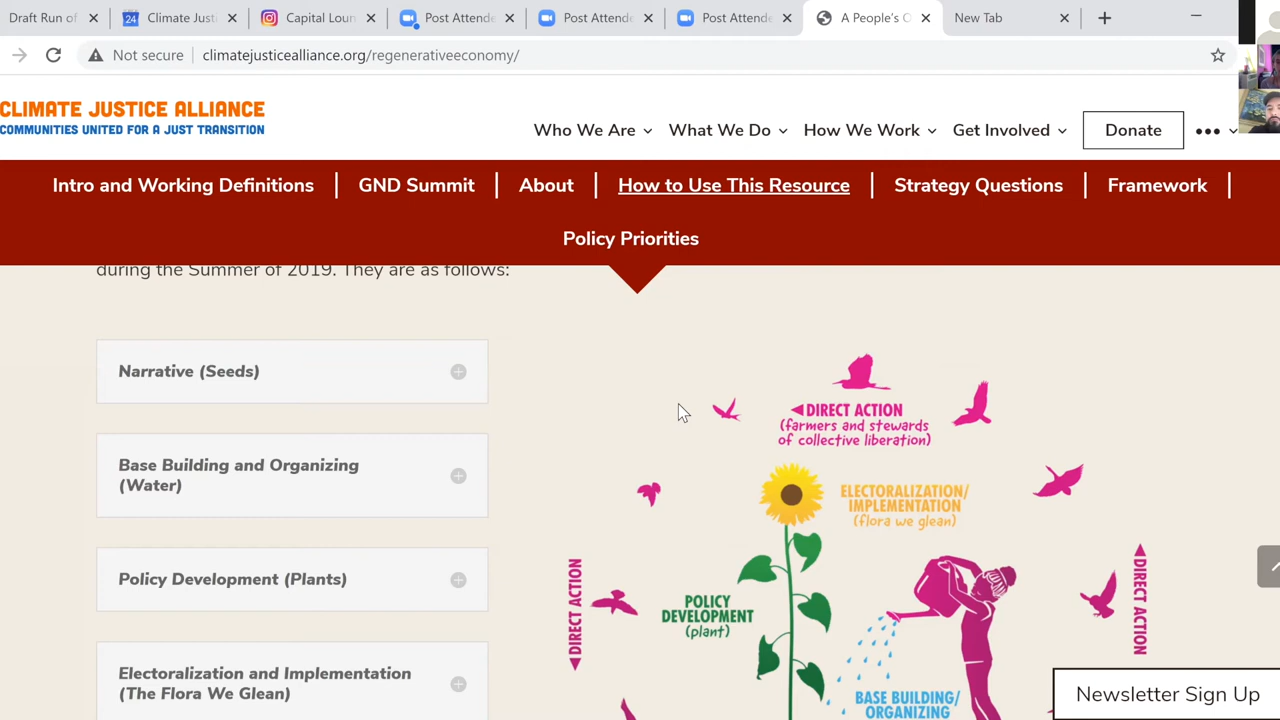 Draft Run of
24
Climate Just
Capital Loun
Post Attende
Post Attende
Post Attende
A People's O
New Tab
Not secure
climatejusticealliance.org/regenerativeeconomy/
CLIMATE JUSTICE ALLIANCE
COMMUNITIES UNITED FOR A JUST TRANSITION
Who We Are
What We Do
How We Work
Get Involved
Donate
Intro and Working Definitions
GND Summit
About
How to Use This Resource
Strategy Questions
Framework
Policy Priorities
during the Summer of 2019. They are as follows:
Narrative (Seeds)
Base Building and Organizing
(Water)
Policy Development (Plants)
Electoralization and Implementation
(The Flora We Glean)
DIRECT ACTION
(farmers and stewards
of collective liberation)
ELECTORALIZATION/
IMPLEMENTATION
(flora we glean)
DIRECT ACTION
POLICY
DEVELOPMENT
(plant)
DIRECT ACTION
BASE BUILDING/
ORGANIZING
Newsletter Sign Up